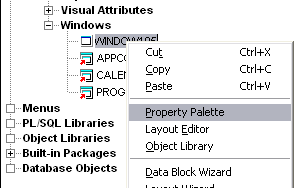 Visual Attributes
Windows
Cut Ctrl+X
APPCO
Copy Ctrl+C
CALEN
Paste Ctrl+V
PROG
Menus
Property Palette
PL/SQL Libraries
Layout Editor
Object Libraries
Object Library
Built-in Packages
Database Objects
Data Block Wizard